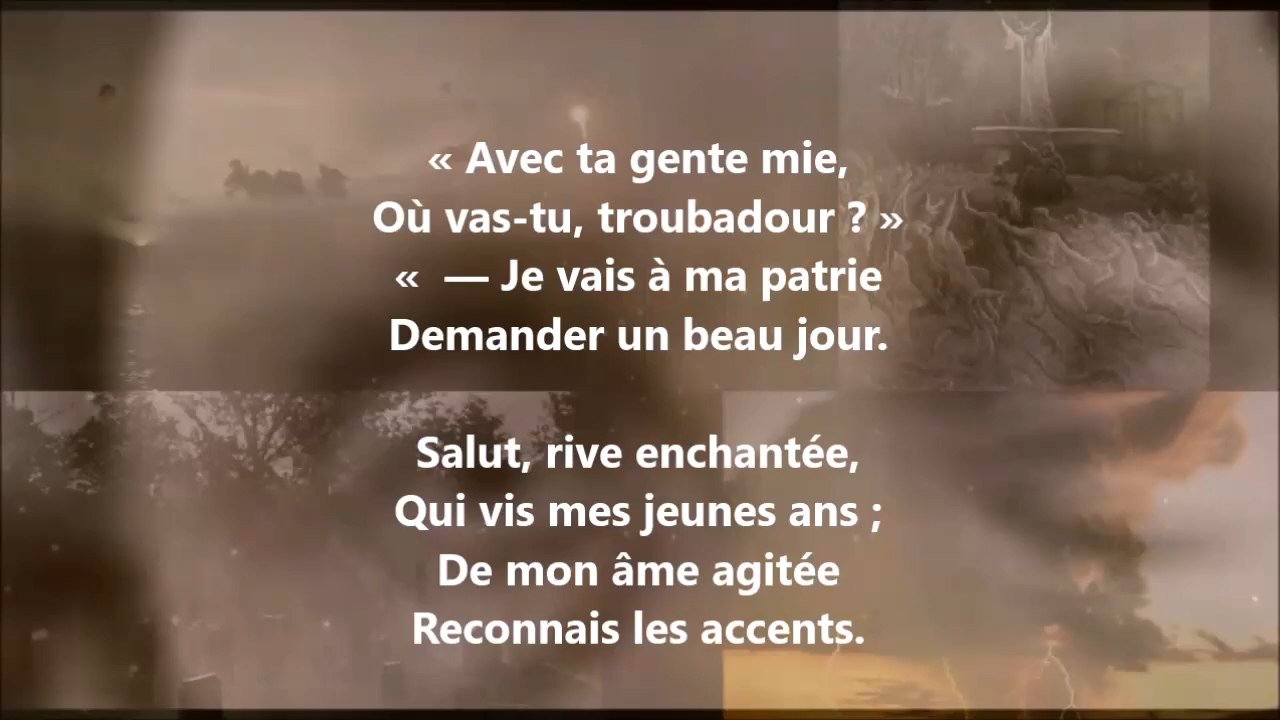 « Avec ta gente mie,
Où vas-tu, troubadour ? »
«  — Je vais à ma patrie
Demander un beau jour.
Salut, rive enchantée,
Qui vis mes jeunes ans ;
De mon âme agitée
Reconnais les accents.